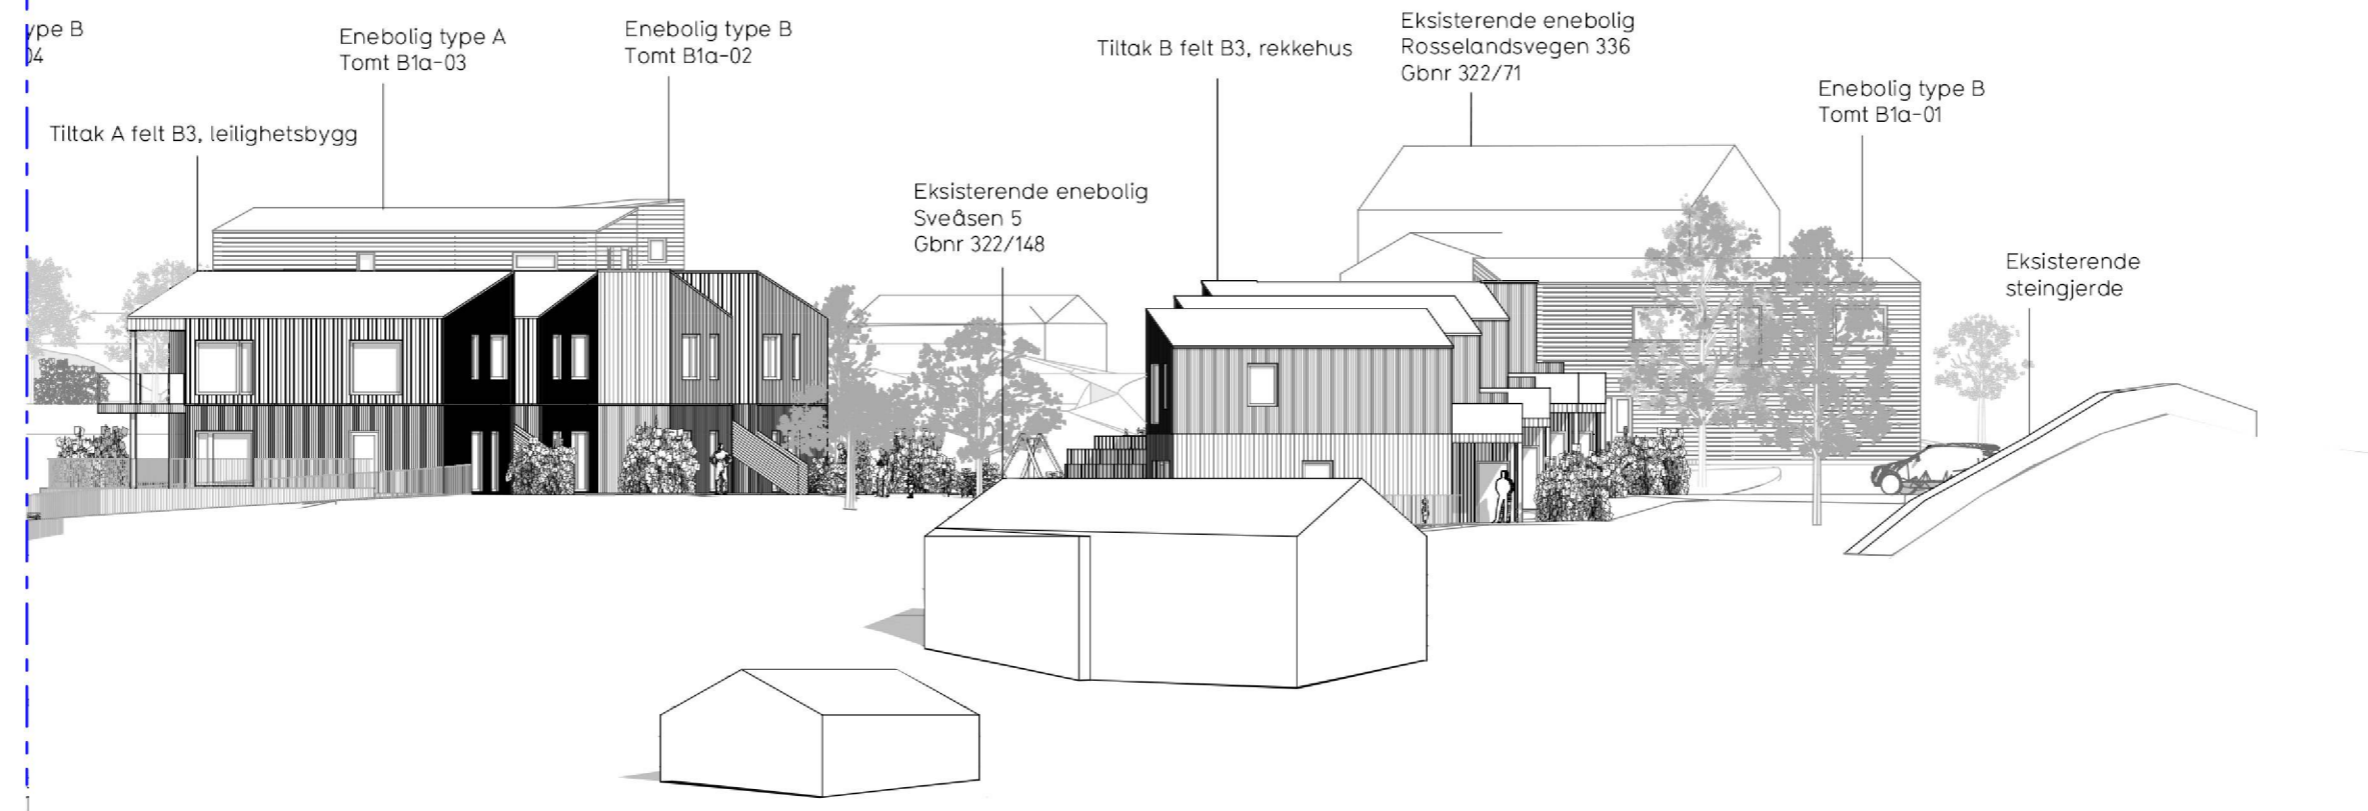 ype B
04
Enebolig type A
Tomt B1a-03
Enebolig type B
Tomt B1a-02
Tiltak A felt B3, leilighetsbygg
Eksisterende enebolig
Sveåsen 5
Gbnr 322/148
Tiltak B felt B3, rekkehus
Eksisterende enebolig
Rosselandsvegen 336
Gbnr 322/71
Enebolig type B
Tomt B1a-01
Eksisterende
steingjerde